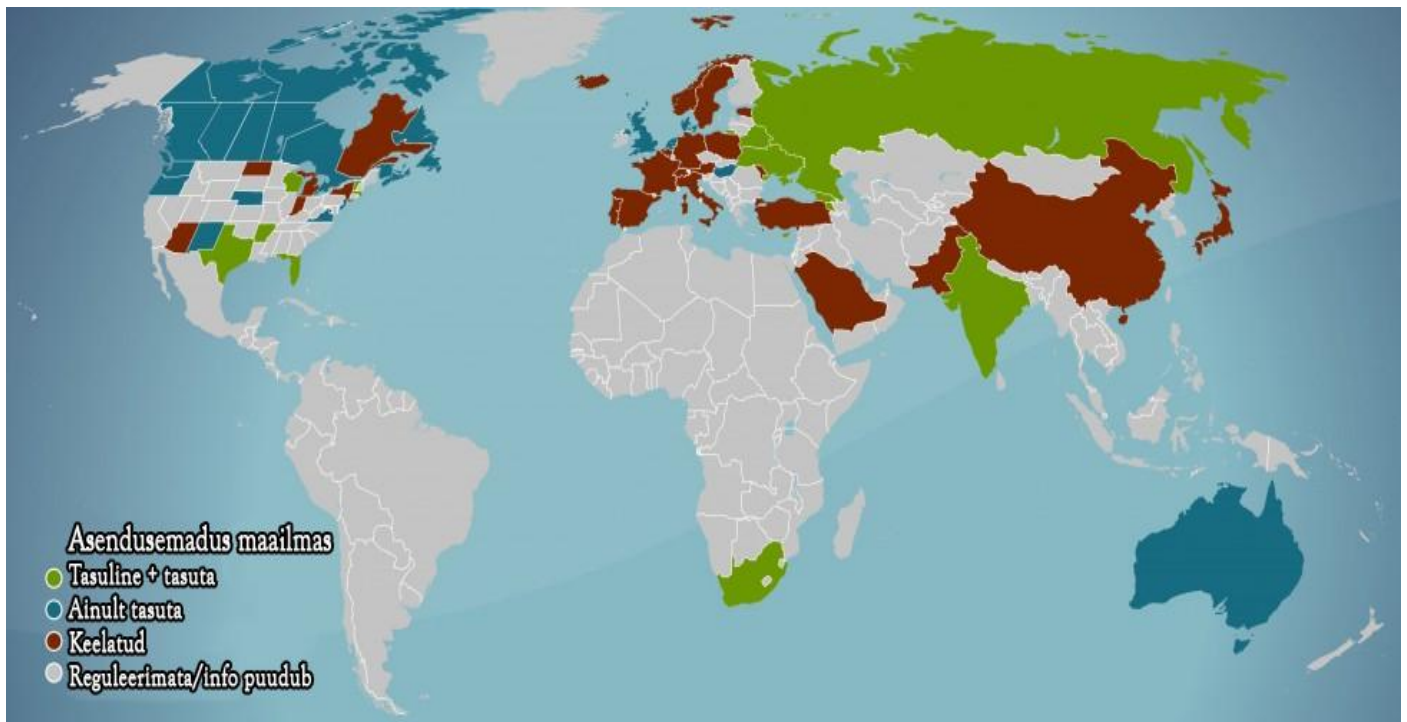 Asendusemadus maailmas
Tasuline + tasuta
Ainult tasuta
Keelatud
Reguleerimata/info puudub